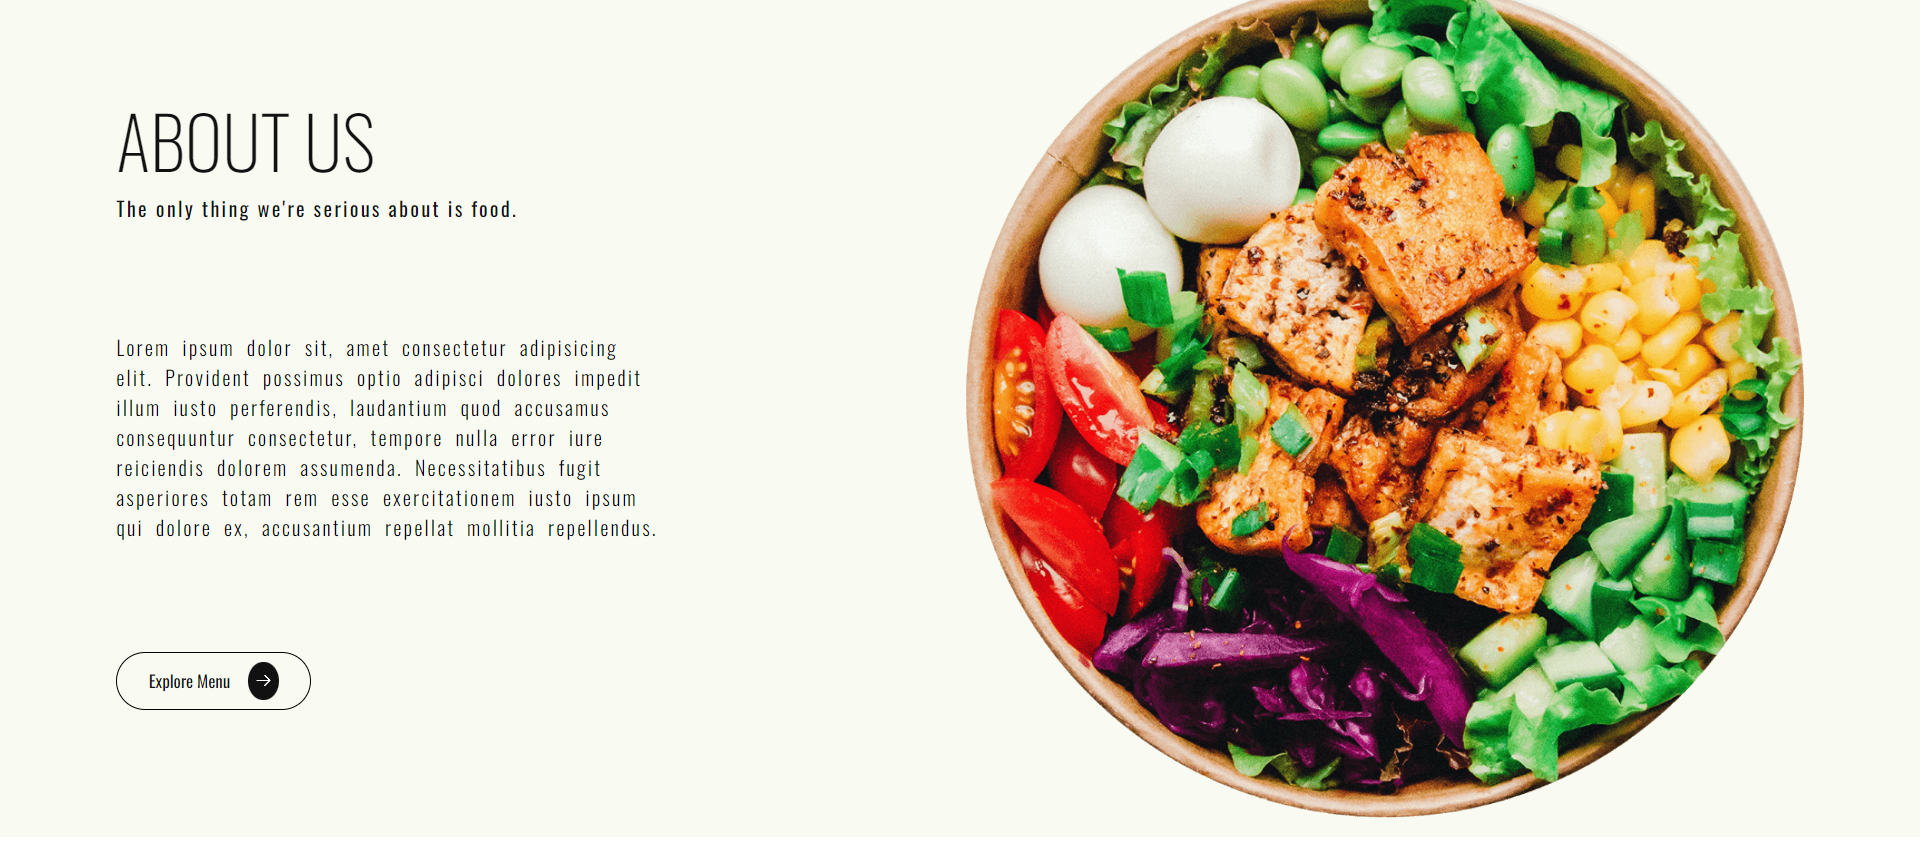 ABOUT US
The only thing we're serious about is food.
Lorem ipsum dolor sit, amet consectetur adipisicing
elit. Provident possimus optio adipisci dolores impedit
illum iusto perferendis, laudantium quod accusamus
consequuntur consectetur, tempore nulla error iure
reiciendis dolorem assumenda. Necessitatibus fugit
asperiores totam rem esse exercitationem iusto ipsum
qui dolore ex, accusantium repellat mollitia repellendus.
Explore Menu